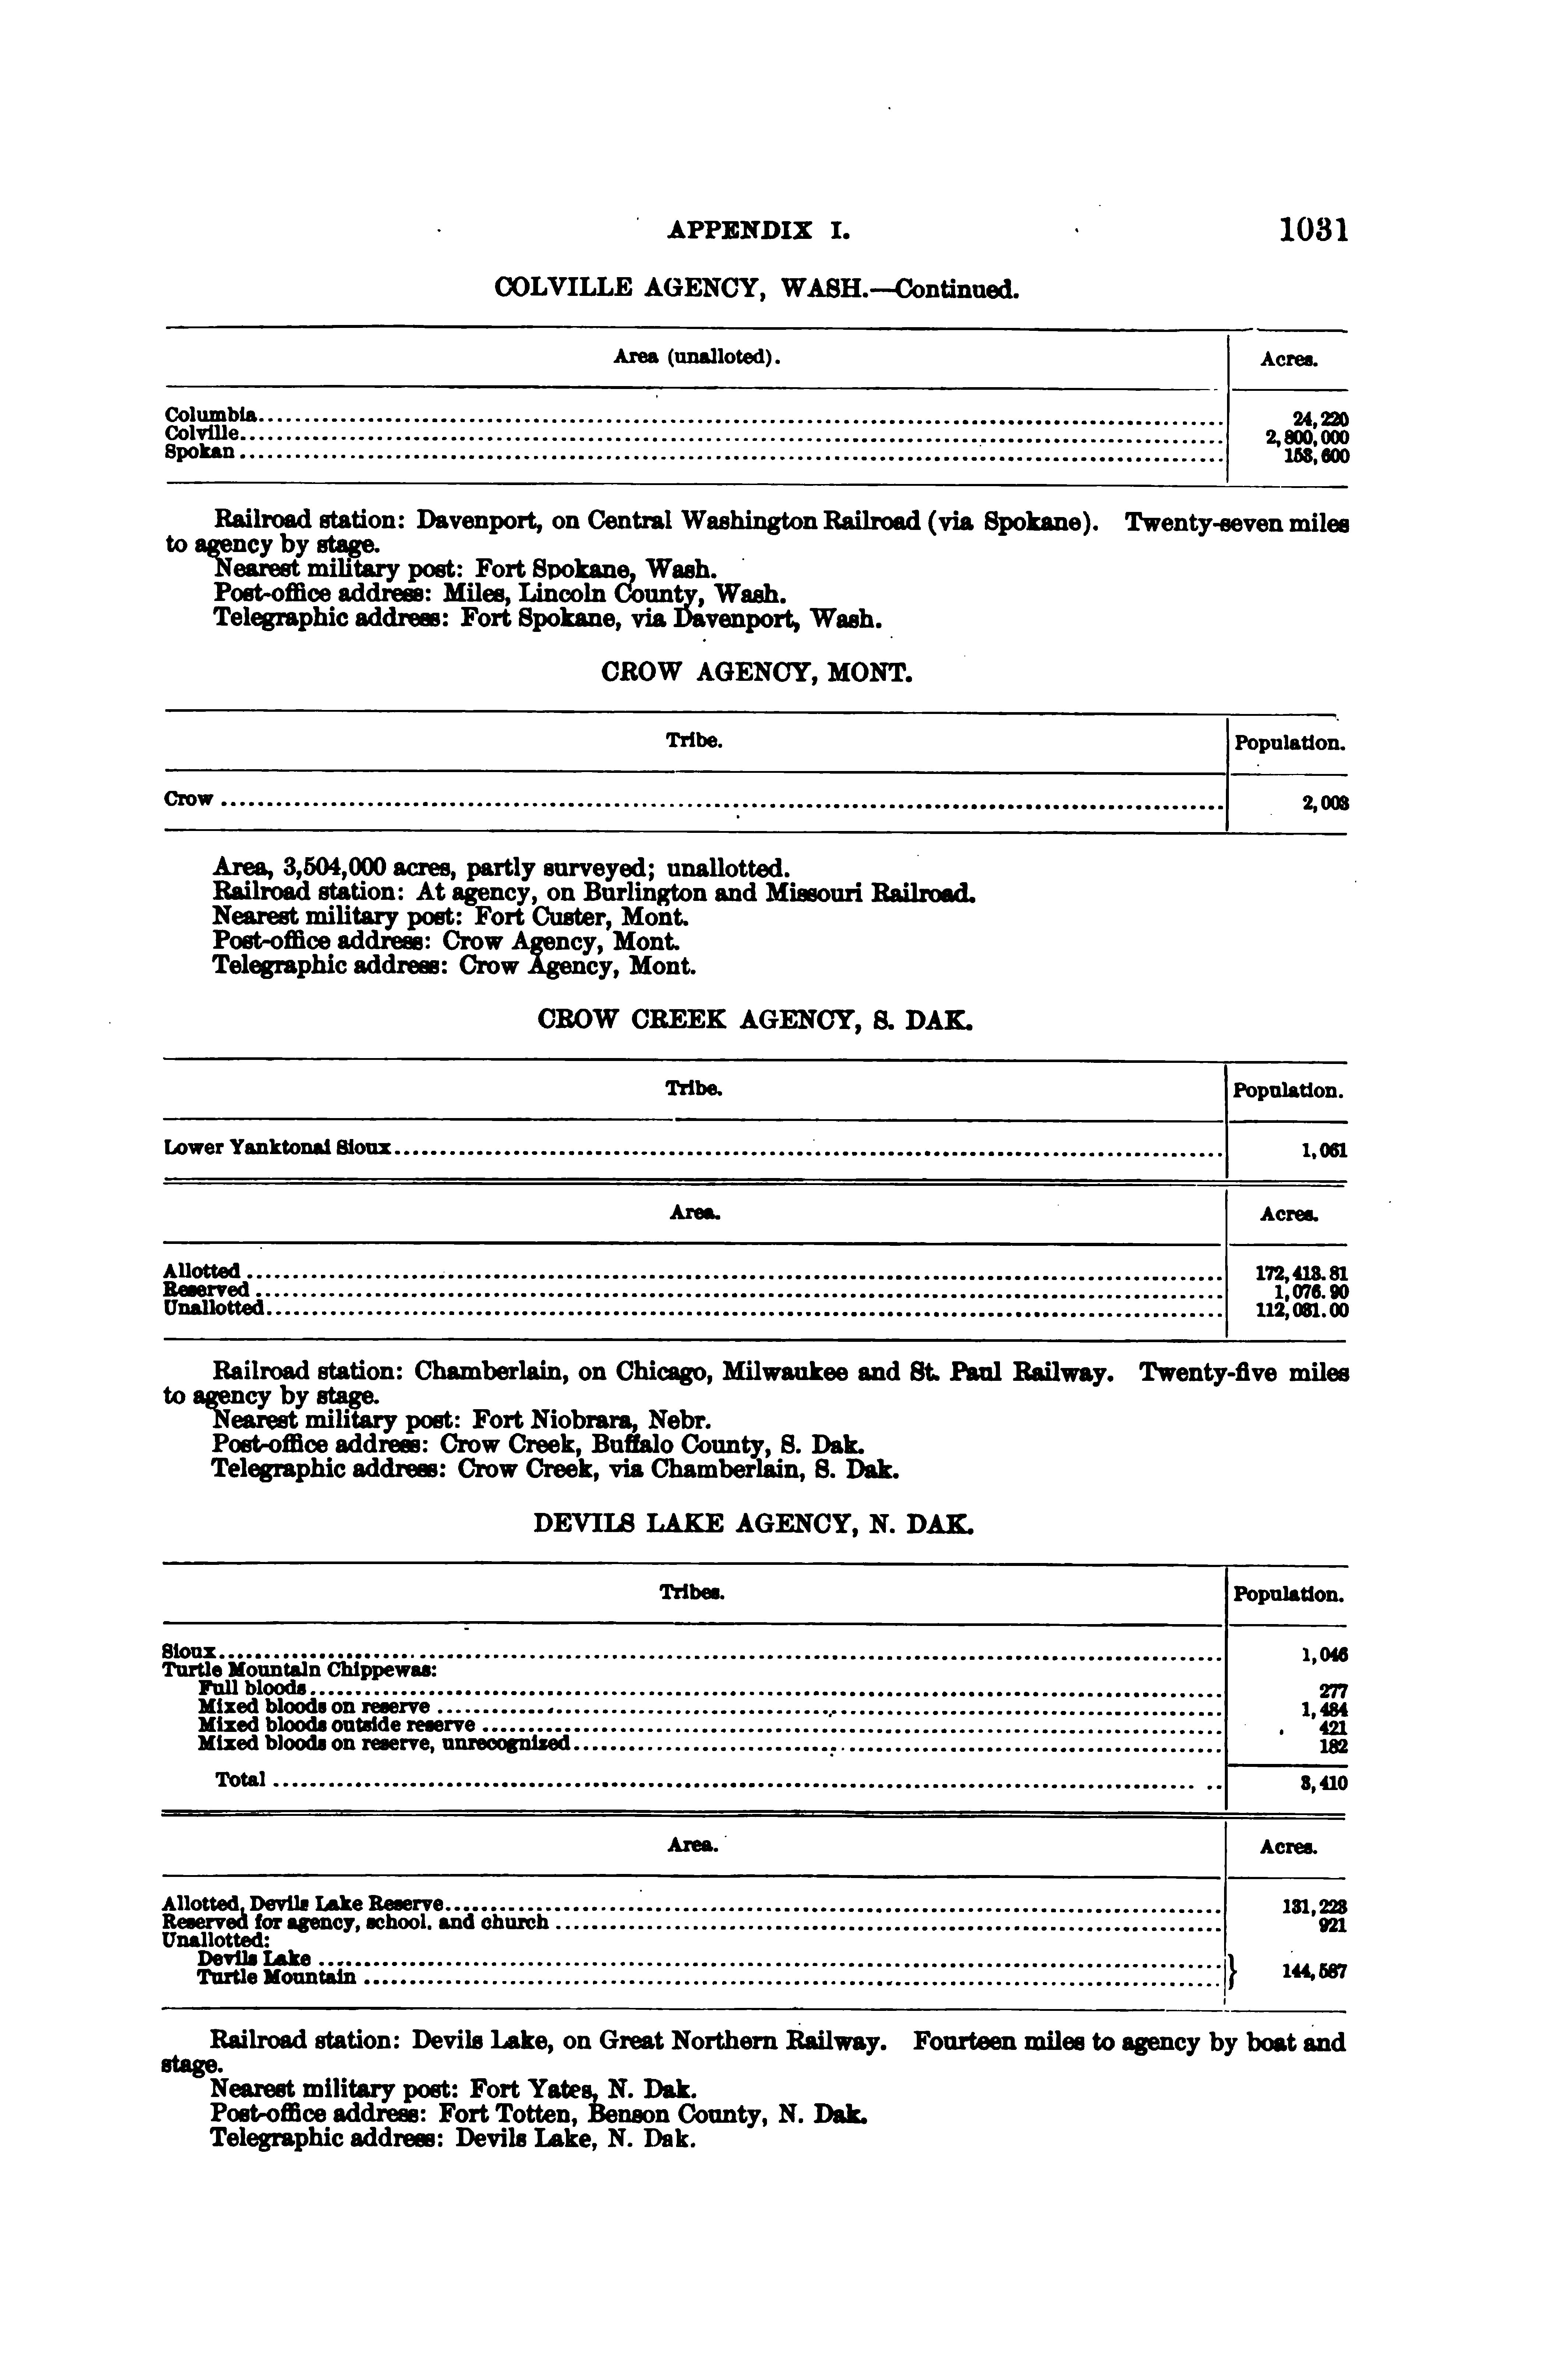 APPENDIX I. 1031
COLVILLE AGENCY, WASH.—Continued.
Area (unalloted). Acres.
Columbia 24,220
Colville 2,800,000
Spokan 153,600
Railroad station: Davenport, on Central Washington Railroad (via Spokane). Twenty-seven miles
to agency by stage.
Nearest military post: Fort Spokane, Wash.
Post-office address: Miles, Lincoln County, Wash.
Telegraphic address: Fort Spokane, via Davenport, Wash.
CROW AGENCY, MONT.
Tribe. Population.
Crow 2,003
Area, 3,504,000 acres, partly surveyed; unallotted.
Railroad station: At agency, on Burlington and Missouri Railroad.
Nearest military post: Fort Custer, Mont.
Post-office address: Crow Agency, Mont.
Telegraphic address: Crow Agency, Mont.
CROW CREEK AGENCY, S. DAK.
Tribe. Population.
Lower Yanktonai Sioux 1,061
Area. Acres.
Allotted 172,413.81
Reserved 1,076.90
Unallotted 112,031.00
Railroad station: Chamberlain, on Chicago, Milwaukee and St. Paul Railway. Twenty-five miles
to agency by stage.
Nearest military post: Fort Niobrara, Nebr.
Post-office address: Crow Creek, Buffalo County, S. Dak.
Telegraphic address: Crow Creek, via Chamberlain, S. Dak.
DEVILS LAKE AGENCY, N. DAK.
Tribes. Population.
Sioux 1,046
Turtle Mountain Chippewas:
Full bloods 277
Mixed bloods on reserve 1,484
Mixed bloods outside reserve 421
Mixed bloods on reserve, unrecognized 182
Total 3,410
Area. Acres.
Allotted, Devils Lake Reserve 131,223
Reserved for agency, school, and church 921
Unallotted:
Devils Lake
Turtle Mountain } 144,587
Railroad station: Devils Lake, on Great Northern Railway. Fourteen miles to agency by boat and
stage.
Nearest military post: Fort Yates, N. Dak.
Post-office address: Fort Totten, Benson County, N. Dak.
Telegraphic address: Devils Lake, N. Dak.